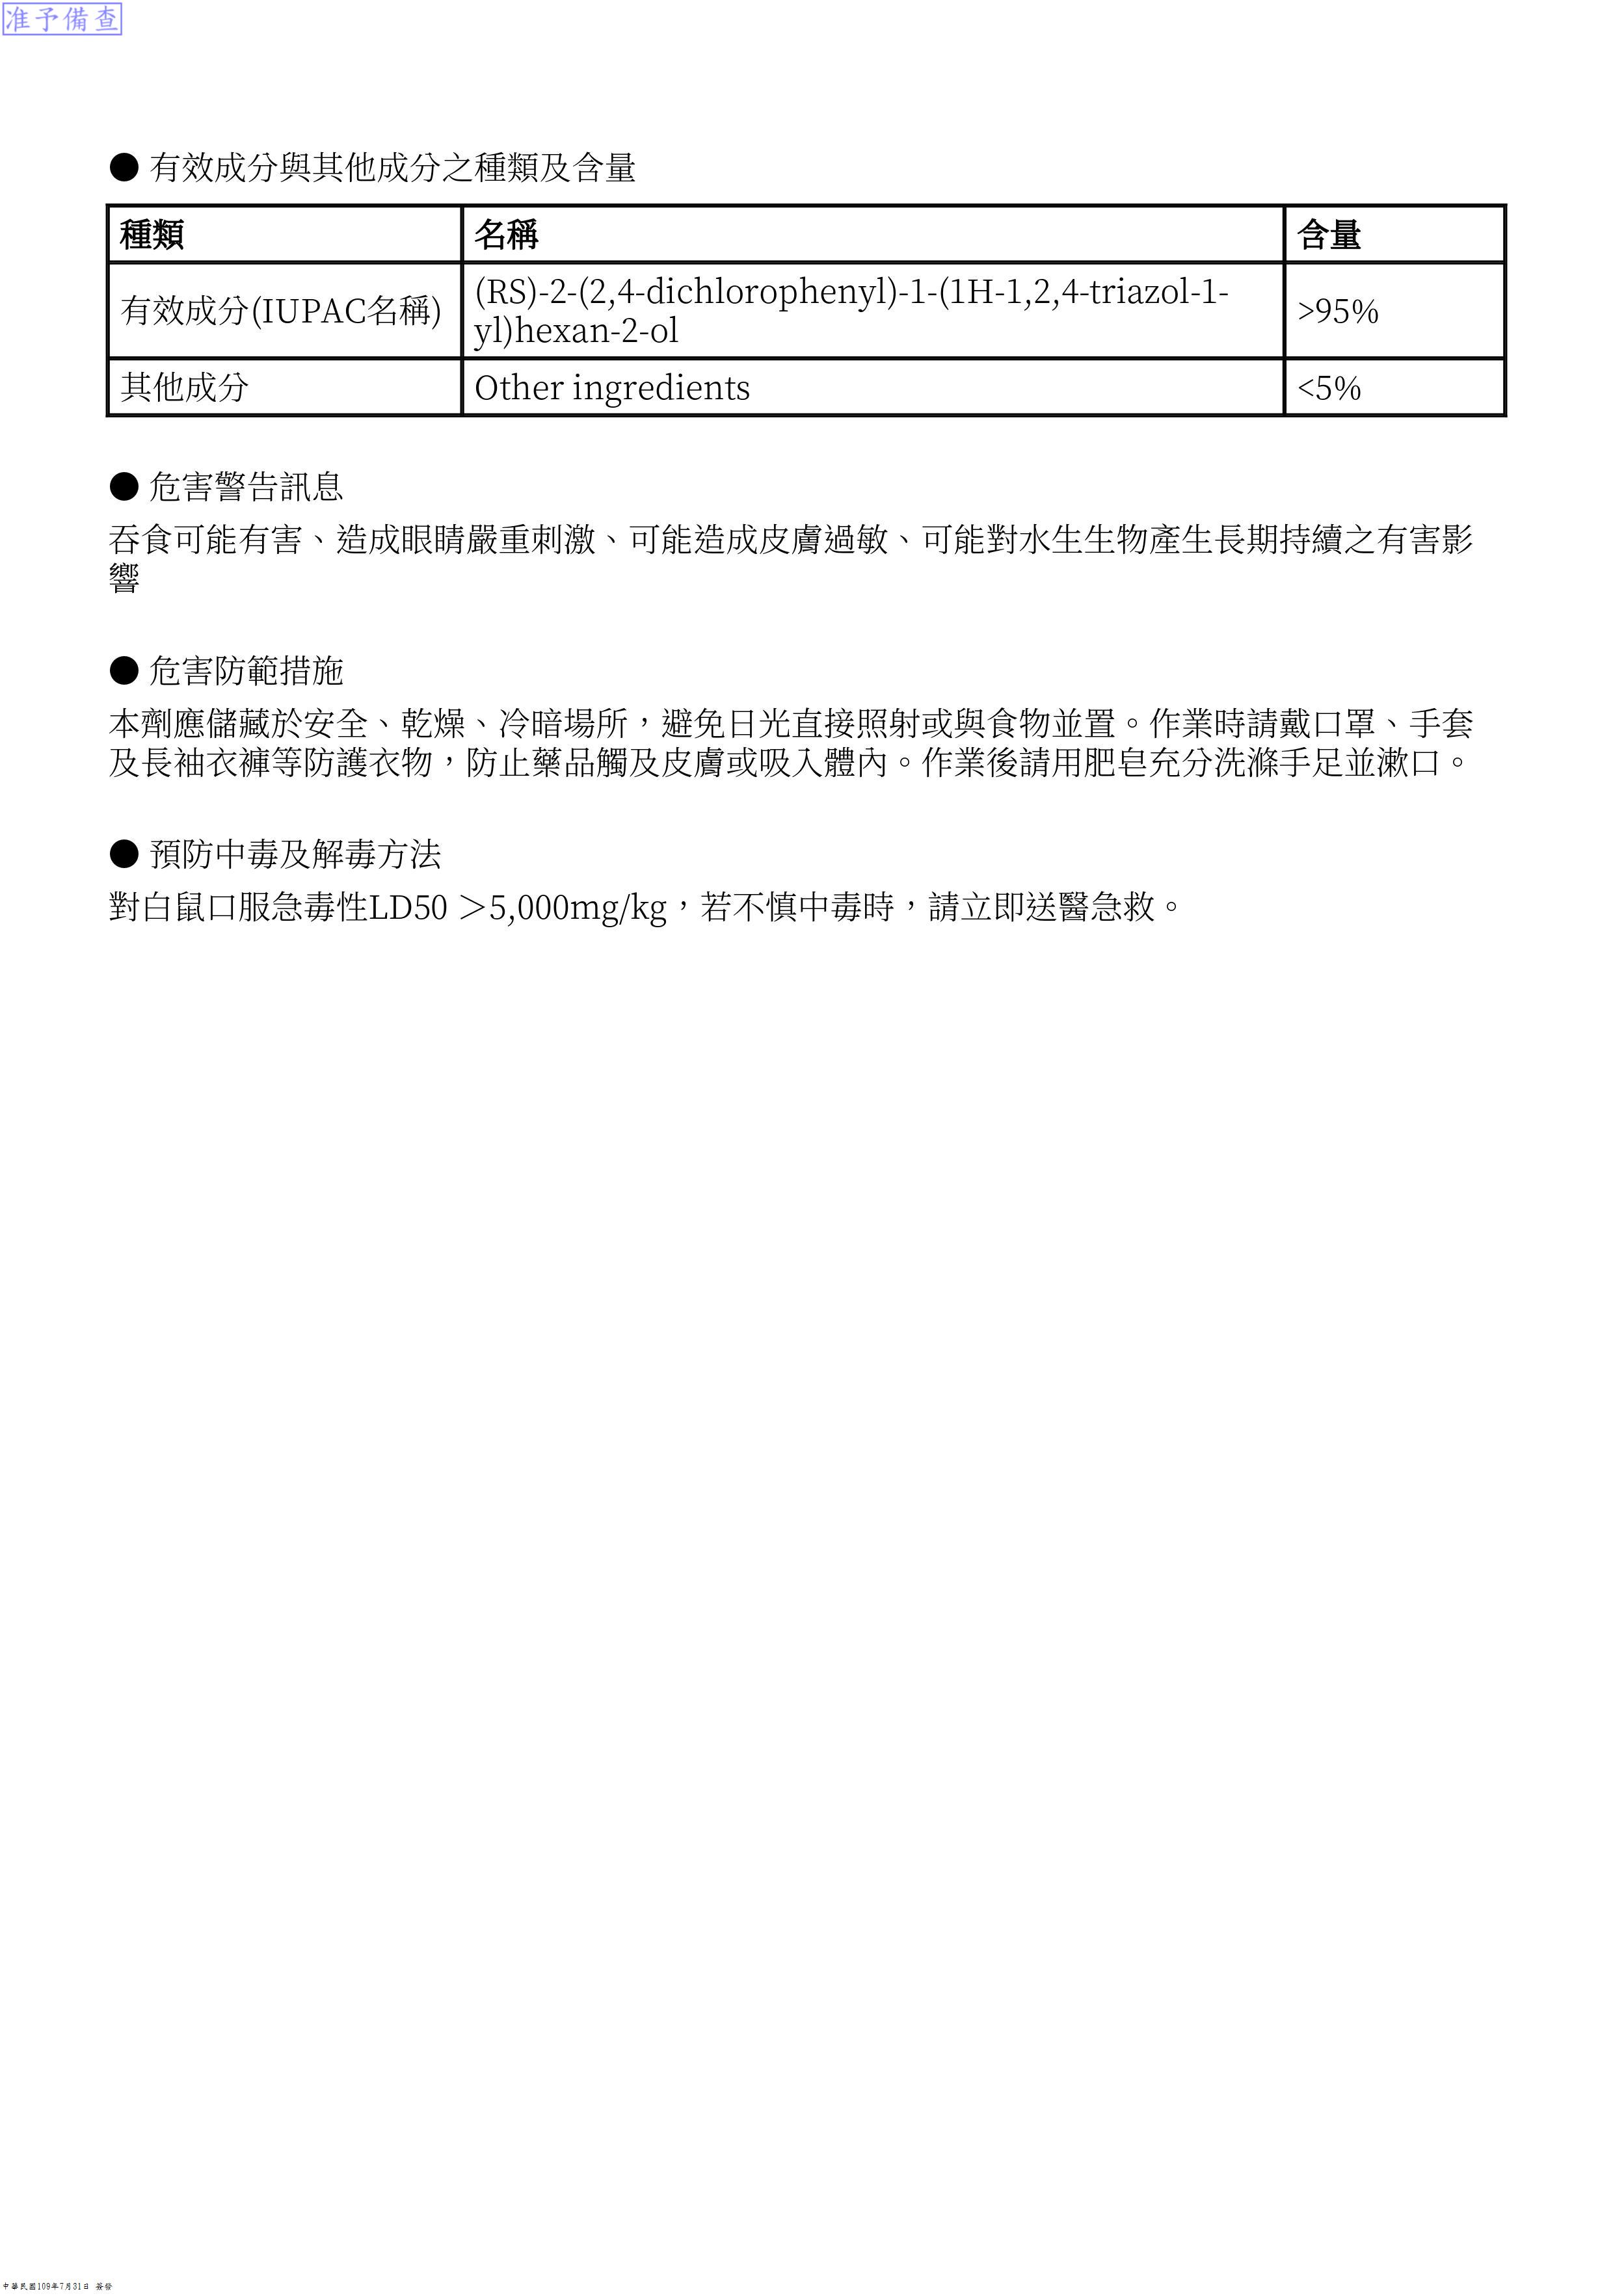 准予備查
● 有效成分與其他成分之種類及含量
種類 名稱 含量
有效成分(IUPAC名稱) (RS)-2-(2,4-dichlorophenyl)-1-(1H-1,2,4-triazol-1-
yl)hexan-2-ol >95%
其他成分 Other ingredients <5%
● 危害警告訊息
吞食可能有害、造成眼睛嚴重刺激、可能造成皮膚過敏、可能對水生生物產生長期持續之有害影
響
● 危害防範措施
本劑應儲藏於安全、乾燥、冷暗場所，避免日光直接照射或與食物並置。作業時請戴口罩、手套
及長袖衣褲等防護衣物，防止藥品觸及皮膚或吸入體內。作業後請用肥皂充分洗滌手足並漱口。
● 預防中毒及解毒方法
對白鼠口服急毒性LD50 ＞5,000mg/kg，若不慎中毒時，請立即送醫急救。
中華民國109年7月31日 簽發